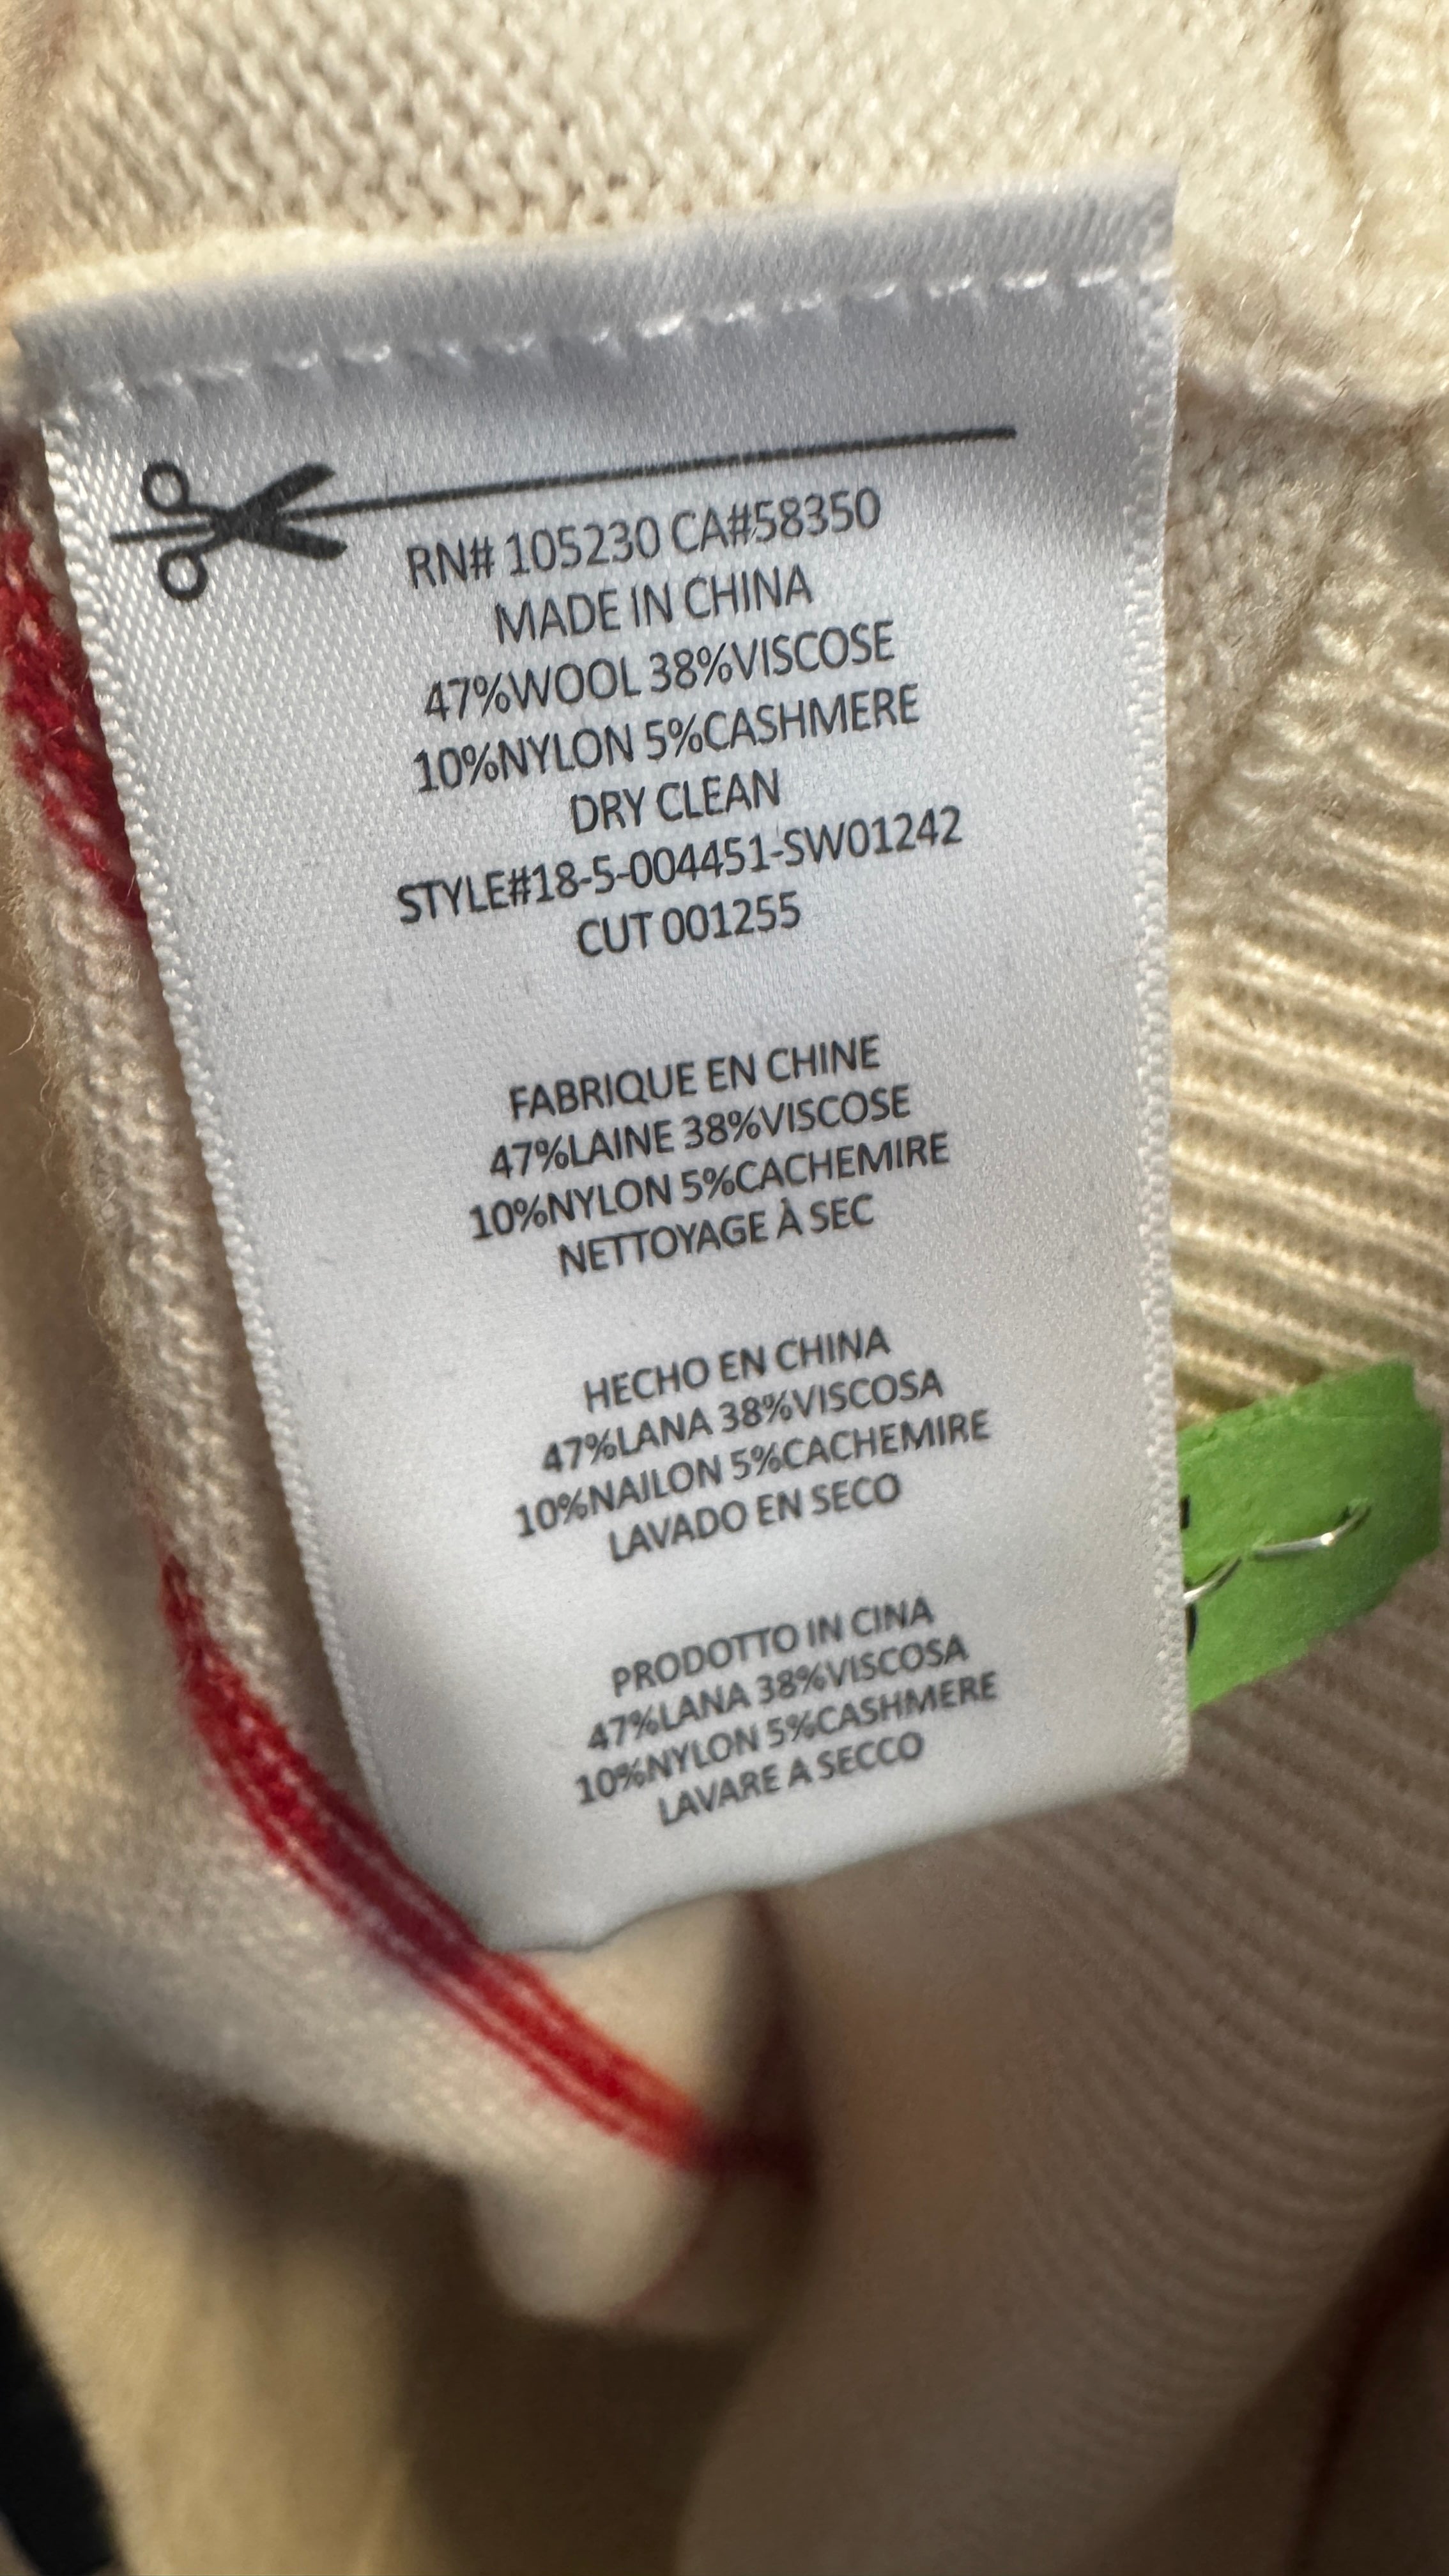 RN# 105230 CA#58350
MADE IN CHINA
47%WOOL 38%VISCOSE
10%NYLON 5%CASHMERE
DRY CLEAN
STYLE#18-5-004451-SW01242
CUT 001255
FABRIQUE EN CHINE
47%LAINE 38%VISCOSE
10%NYLON 5%CACHEMIRE
NETTOYAGE À SEC
HECHO EN CHINA
47%LANA 38%VISCOSA
10%NAILON 5%CACHEMIRE
LAVADO EN SECO
PRODOTTO IN CINA
47%LANA 38%VISCOSA
10%NYLON 5%CASHMERE
LAVARE A SECCO